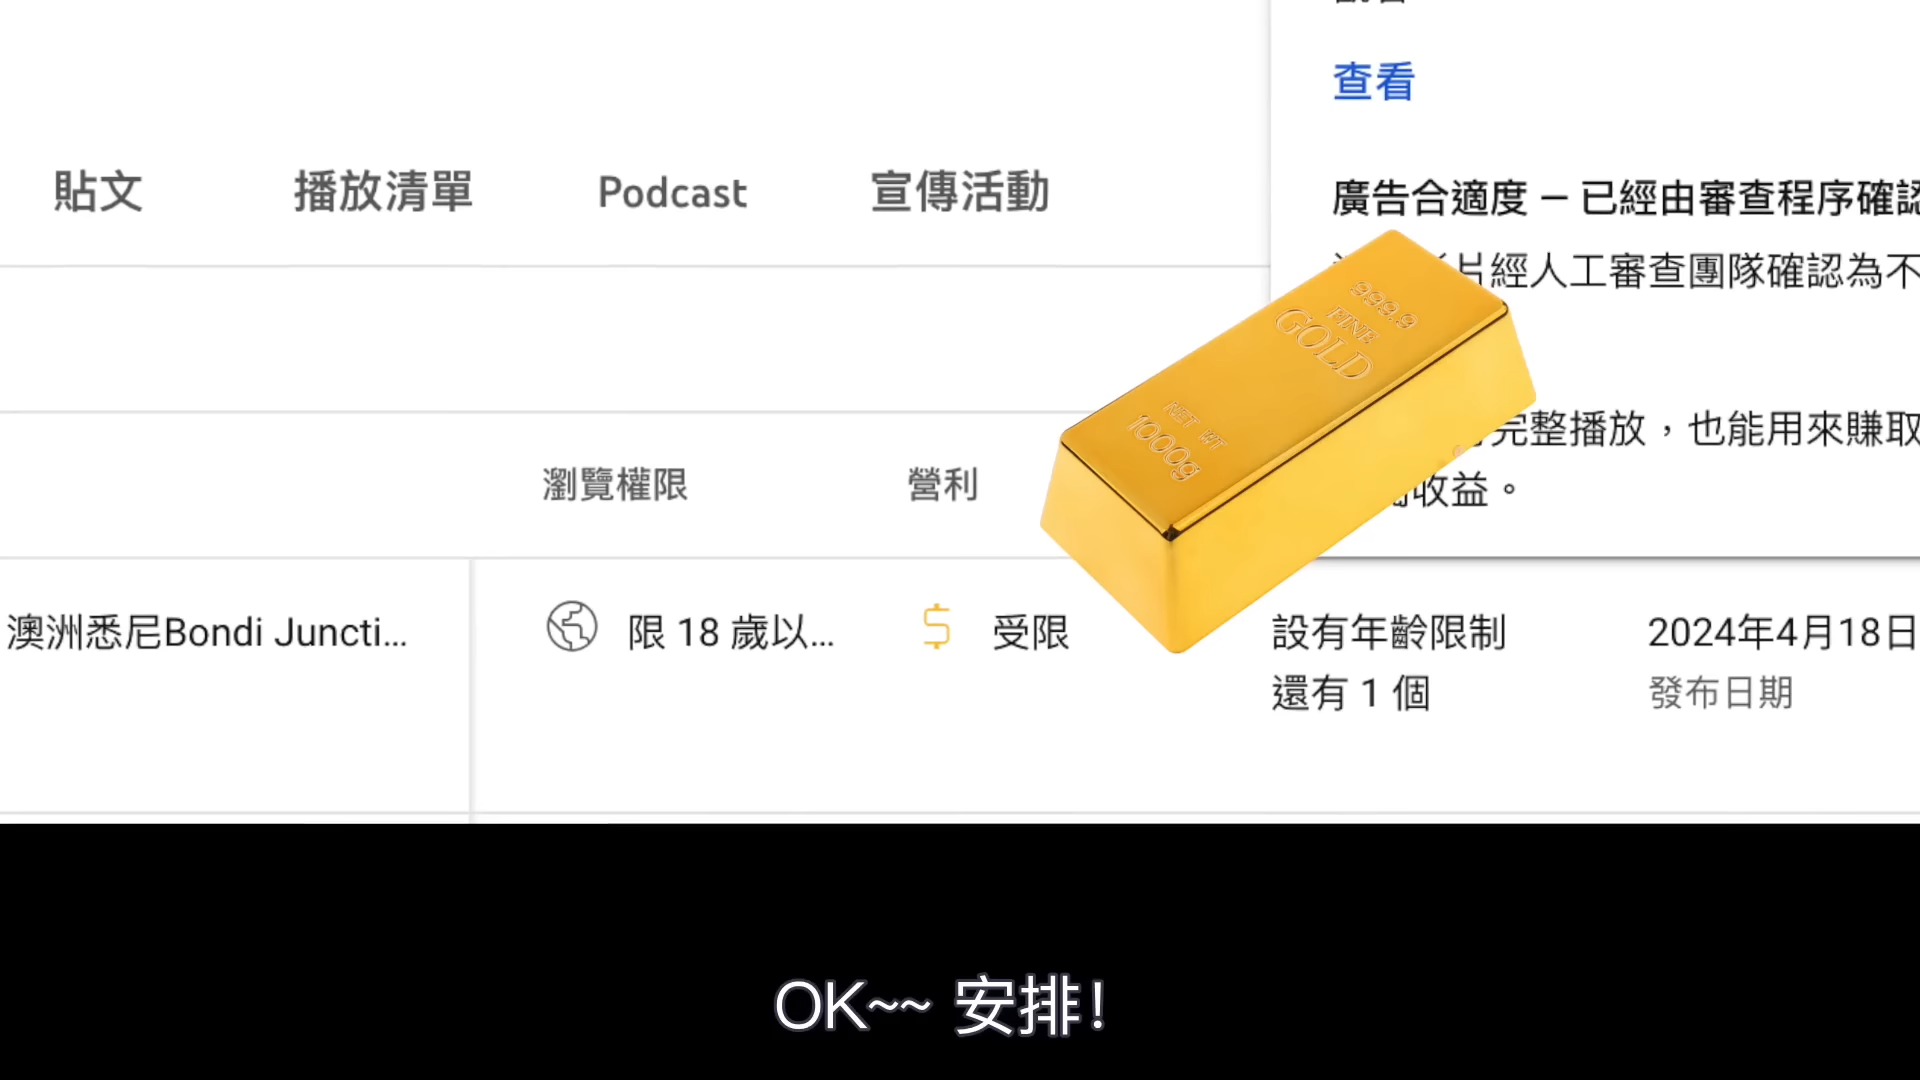 查看
貼文 播放清單 Podcast 宣傳活動
廣告合適度 – 已經由審查程序確認
片經人工審查團隊確認為不
999.9
FINE
GOLD
NET WT
1000g
完整播放，也能用來賺取
收益。
瀏覽權限 營利
澳洲悉尼Bondi Juncti... 限 18 歲以... 受限 設有年齡限制 2024年4月18日
還有 1 個 發布日期
OK~~ 安排!